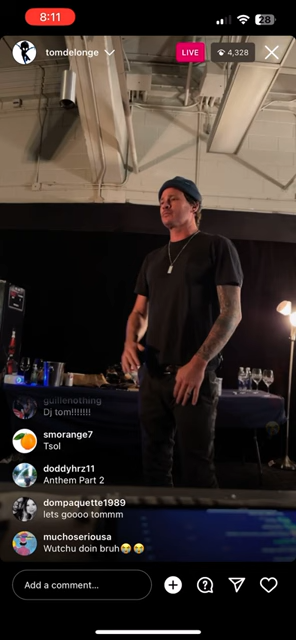 8:11
28
tomdelonge
LIVE
4,328
guillenothing
Dj tom!!!!!!!
smorange7
Tsol
doddyhrz11
Anthem Part 2
dompaquette1989
lets goooo tommm
muchoseriousa
Wutchu doin bruh😂😂
Add a comment...